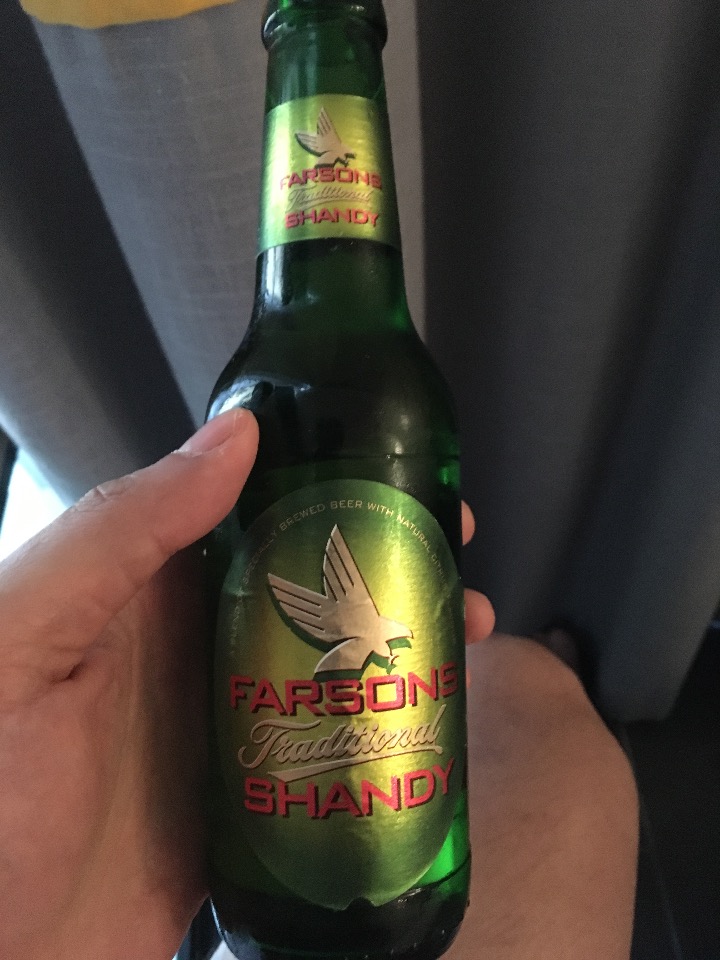 FARSONS
Traditional
SHANDY
BREWED BEER WITH NATURAL
FARSONS
Traditional
SHANDY